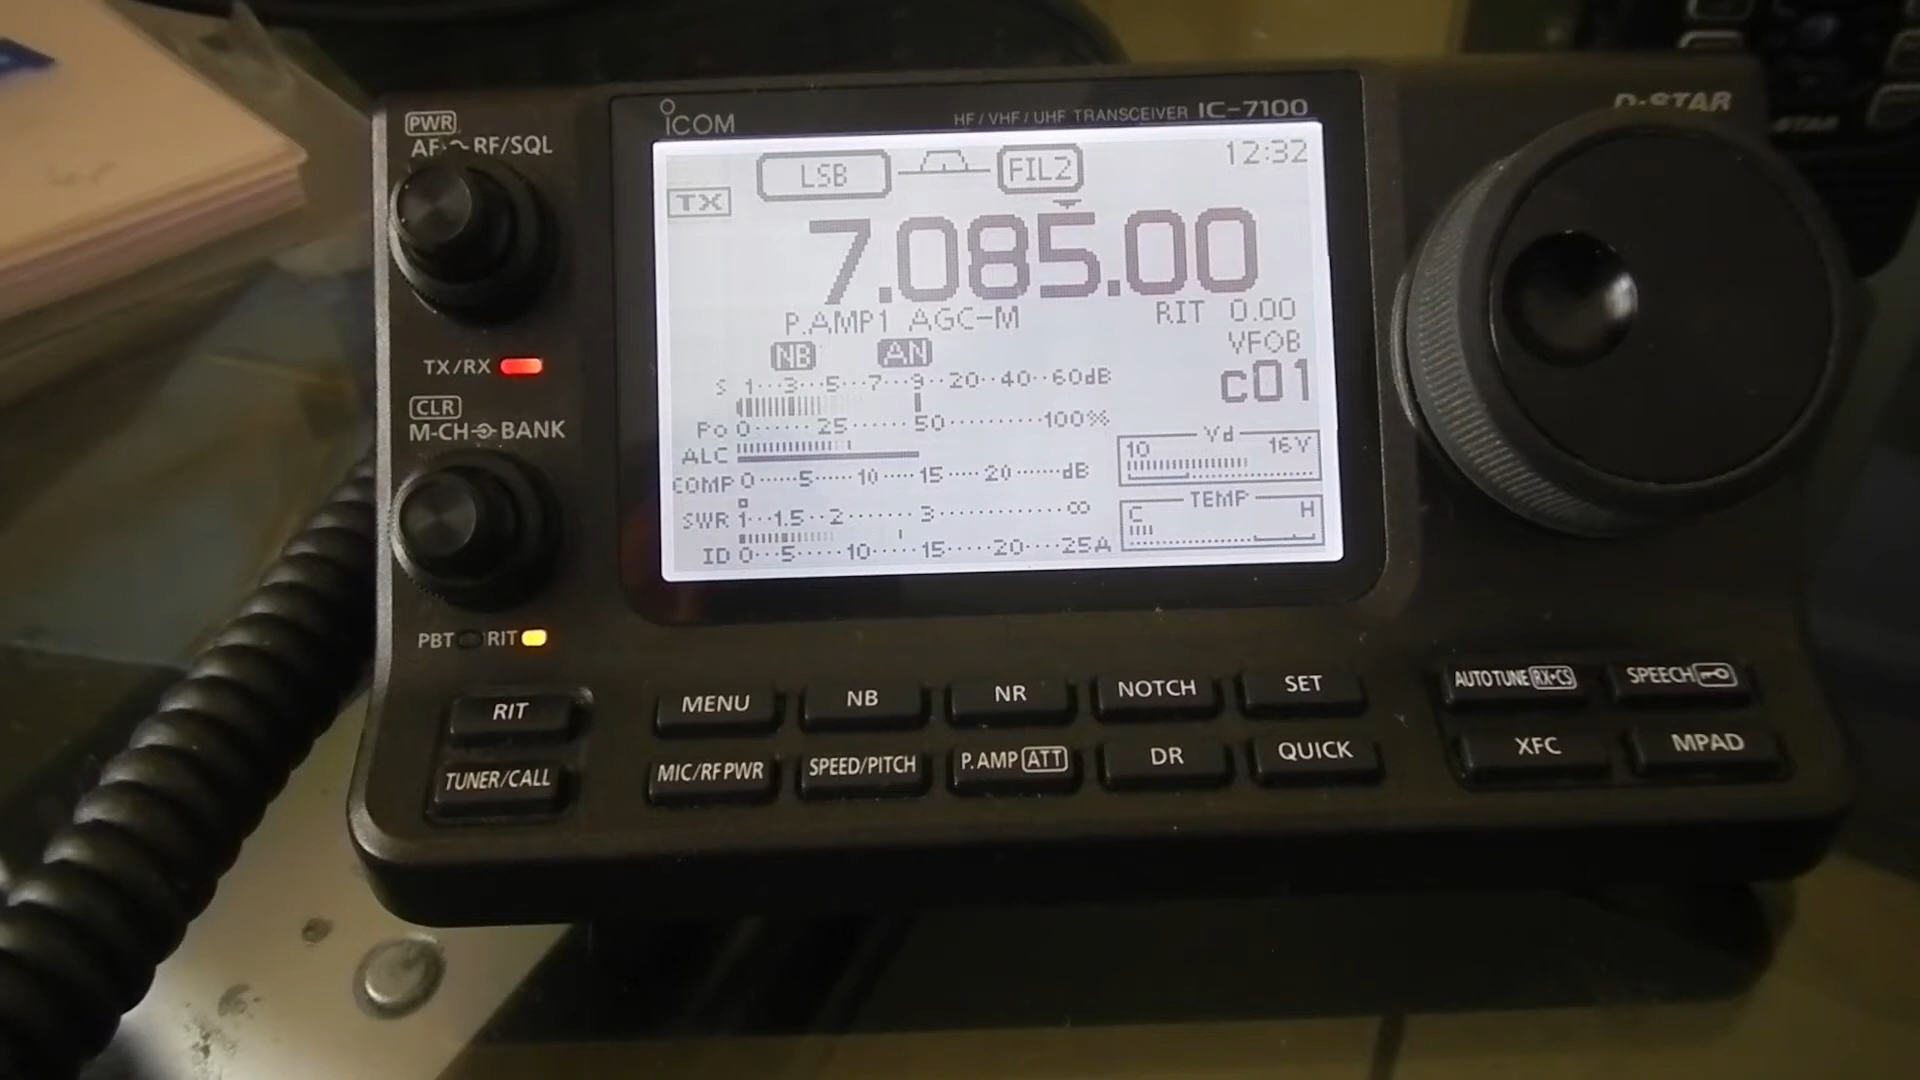 PWR
AF RF/SQL
ICOM
HF/VHF/UHF TRANSCEIVER IC-7100
D-STAR
LSB
FIL2
12:32
TX
7.085.00
P.AMP1 AGC-M
RIT 0.00
VFOB
NB
AN
c01
S 1···3···5···7···9··20··40··60dB
Po 0······25······50·········100%
ALC
COMP 0······5·····10····15····20······dB
SWR 1···1.5··2·······3············∞
ID 0···5·····10·····15·····20····25A
Vd
10 16V
TEMP
C H
TX/RX
CLR
M-CH BANK
PBT RIT
RIT
TUNER/CALL
MENU
NB
NR
NOTCH
SET
MIC/RF PWR
SPEED/PITCH
P.AMP ATT
DR
QUICK
AUTOTUNE RX→CS
SPEECH
XFC
MPAD